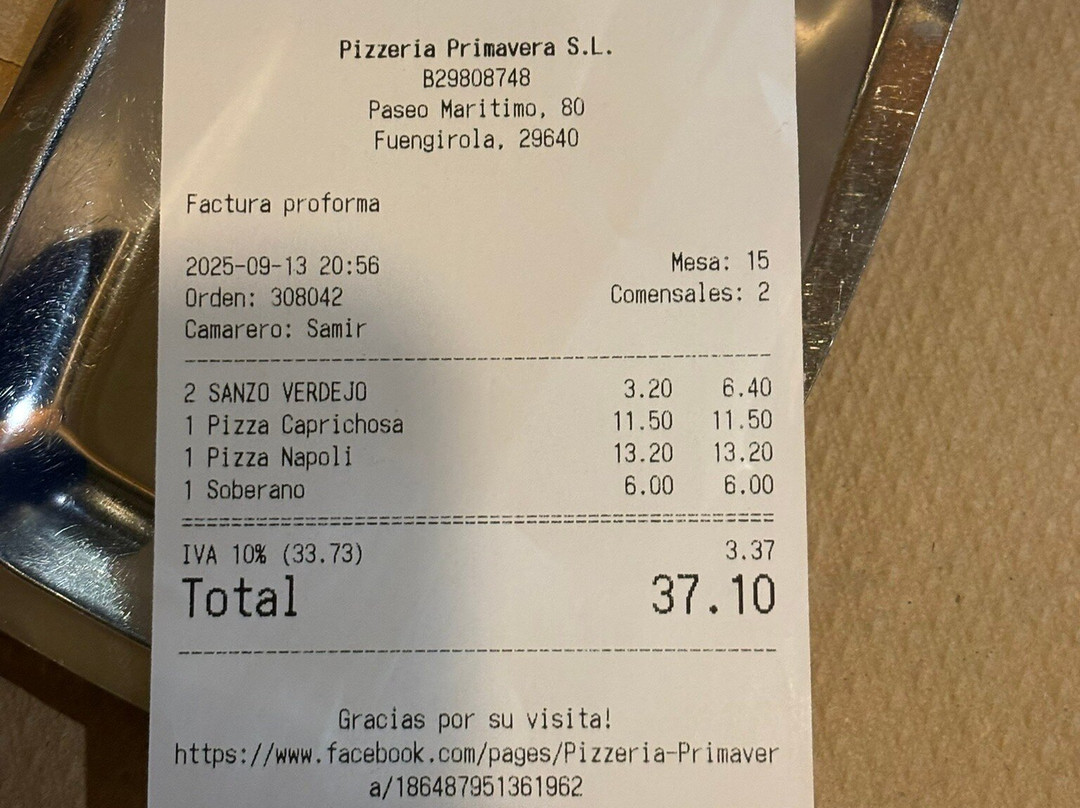 Pizzeria Primavera S.L.
B29808748
Paseo Maritimo, 80
Fuengirola, 29640
Factura proforma
2025-09-13 20:56 Mesa: 15
Orden: 308042 Comensales: 2
Camarero: Samir
2 SANZO VERDEJO 3.20 6.40
1 Pizza Caprichosa 11.50 11.50
1 Pizza Napoli 13.20 13.20
1 Soberano 6.00 6.00
IVA 10% (33.73) 3.37
Total 37.10
Gracias por su visita!
https://www.facebook.com/pages/Pizzeria-Primaver
a/186487951361962